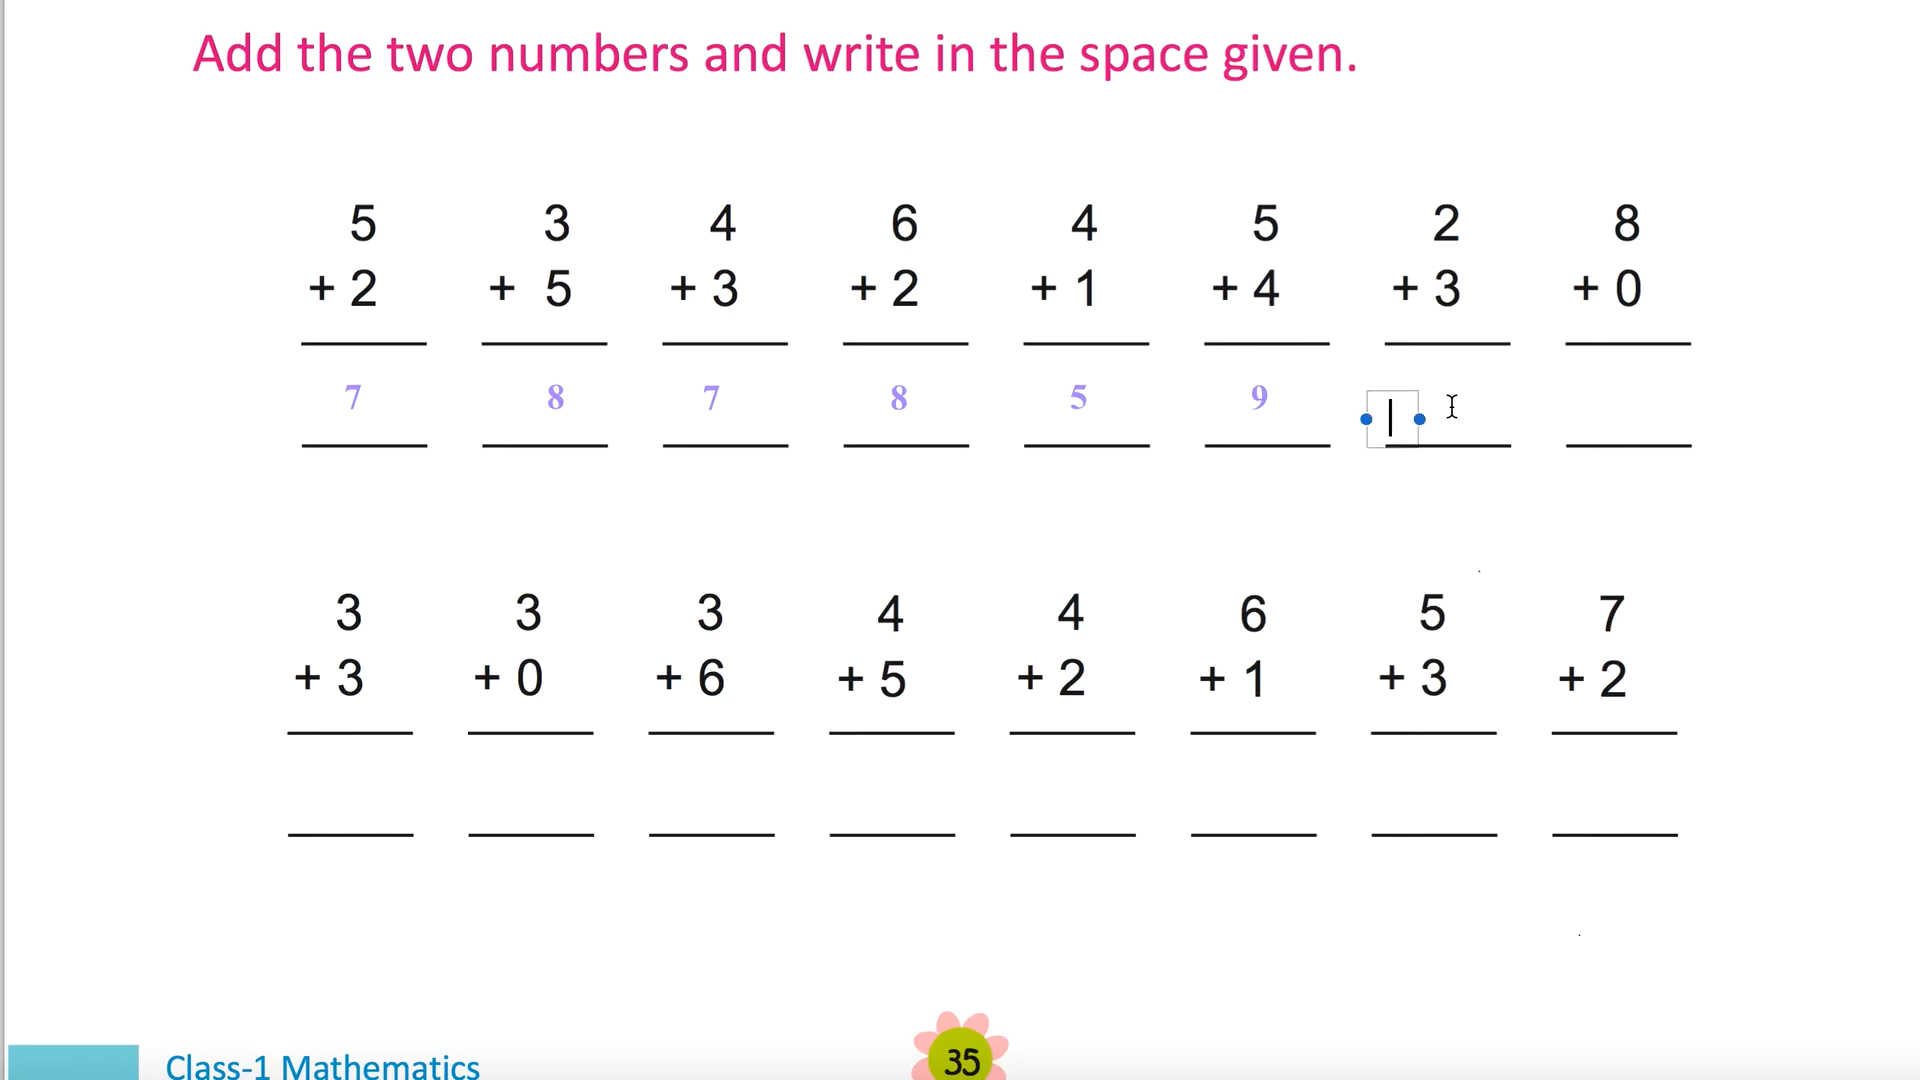 Add the two numbers and write in the space given.
5 3 4 6 4 5 2 8
+ 2 + 5 + 3 + 2 + 1 + 4 + 3 + 0
7 8 7 8 5 9
3 3 3 4 4 6 5 7
+ 3 + 0 + 6 + 5 + 2 + 1 + 3 + 2
Class-1 Mathematics
35